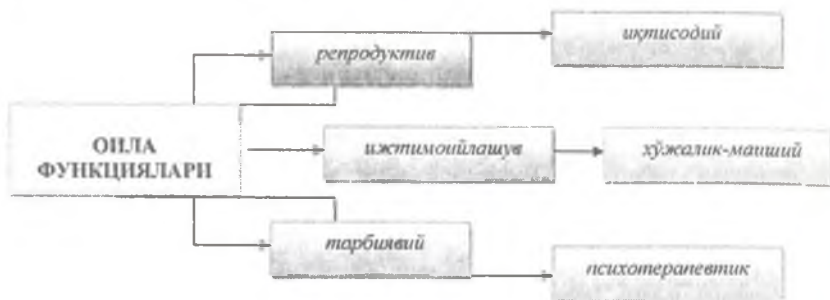 репродуктив
иқтисодий
ОИЛА
ФУНКЦИЯЛАРИ
ижтимоийлашув
хўжалик-маиший
тарбиявий
психотерапевтик